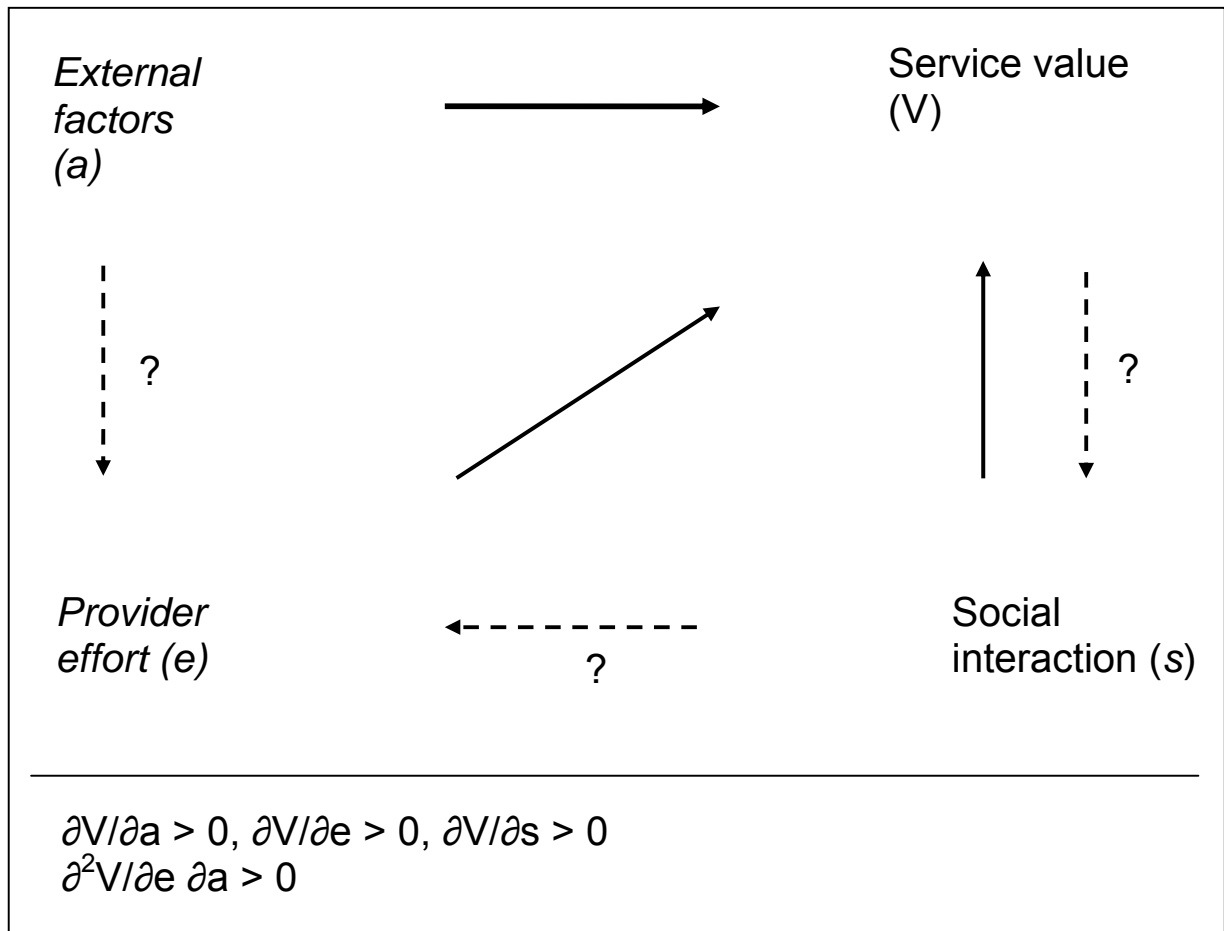 External
factors
(a)
Service value
(V)
?
?
Provider
effort (e)
?
Social
interaction (s)
∂V/∂a > 0, ∂V/∂e > 0, ∂V/∂s > 0
∂²V/∂e ∂a > 0